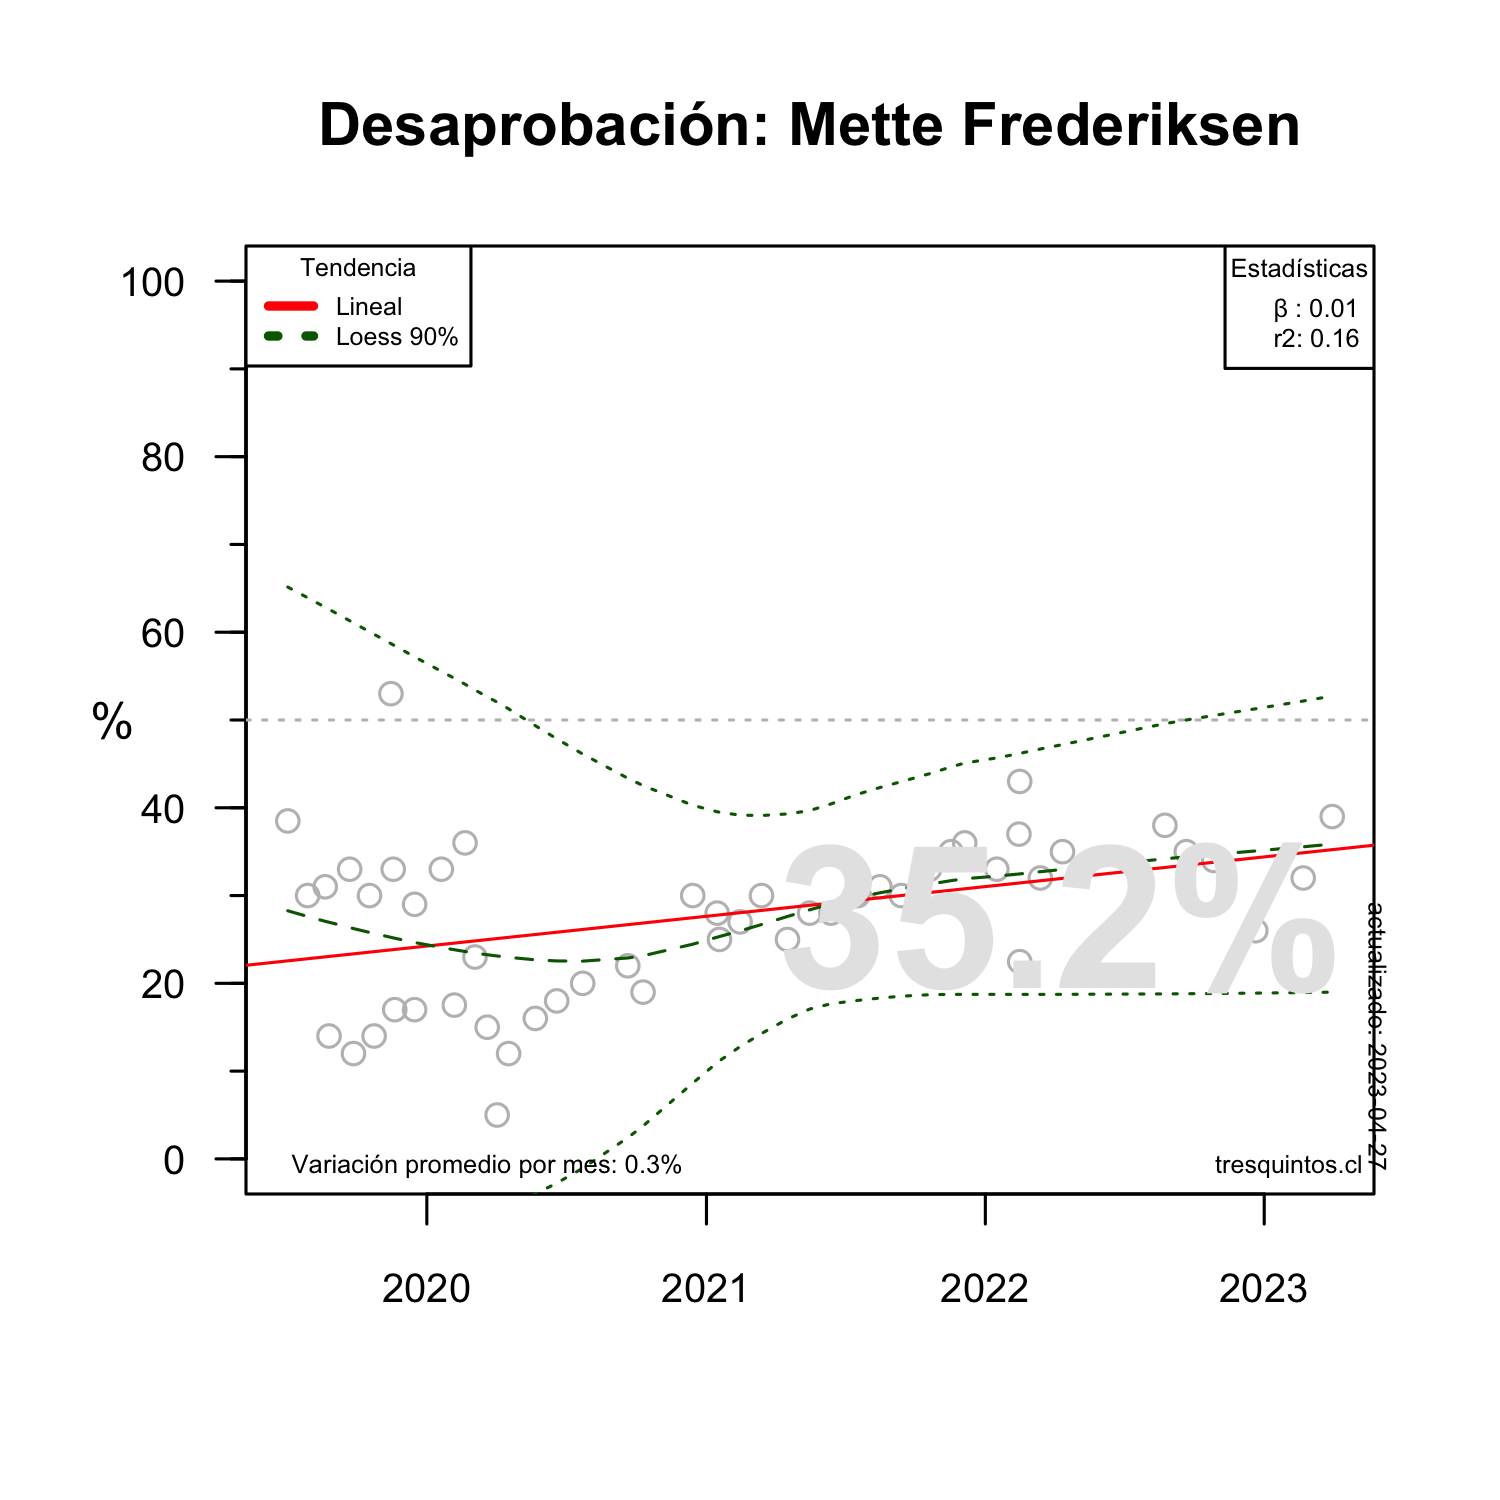 Desaprobación: Mette Frederiksen
Tendencia
Lineal
Loess 90%
Estadísticas
β : 0.01
r2: 0.16
100
80
60
40
20
0
%
35.2%
actualizado: 2023-04-27
Variación promedio por mes: 0.3%
tresquintos.cl
2020
2021
2022
2023